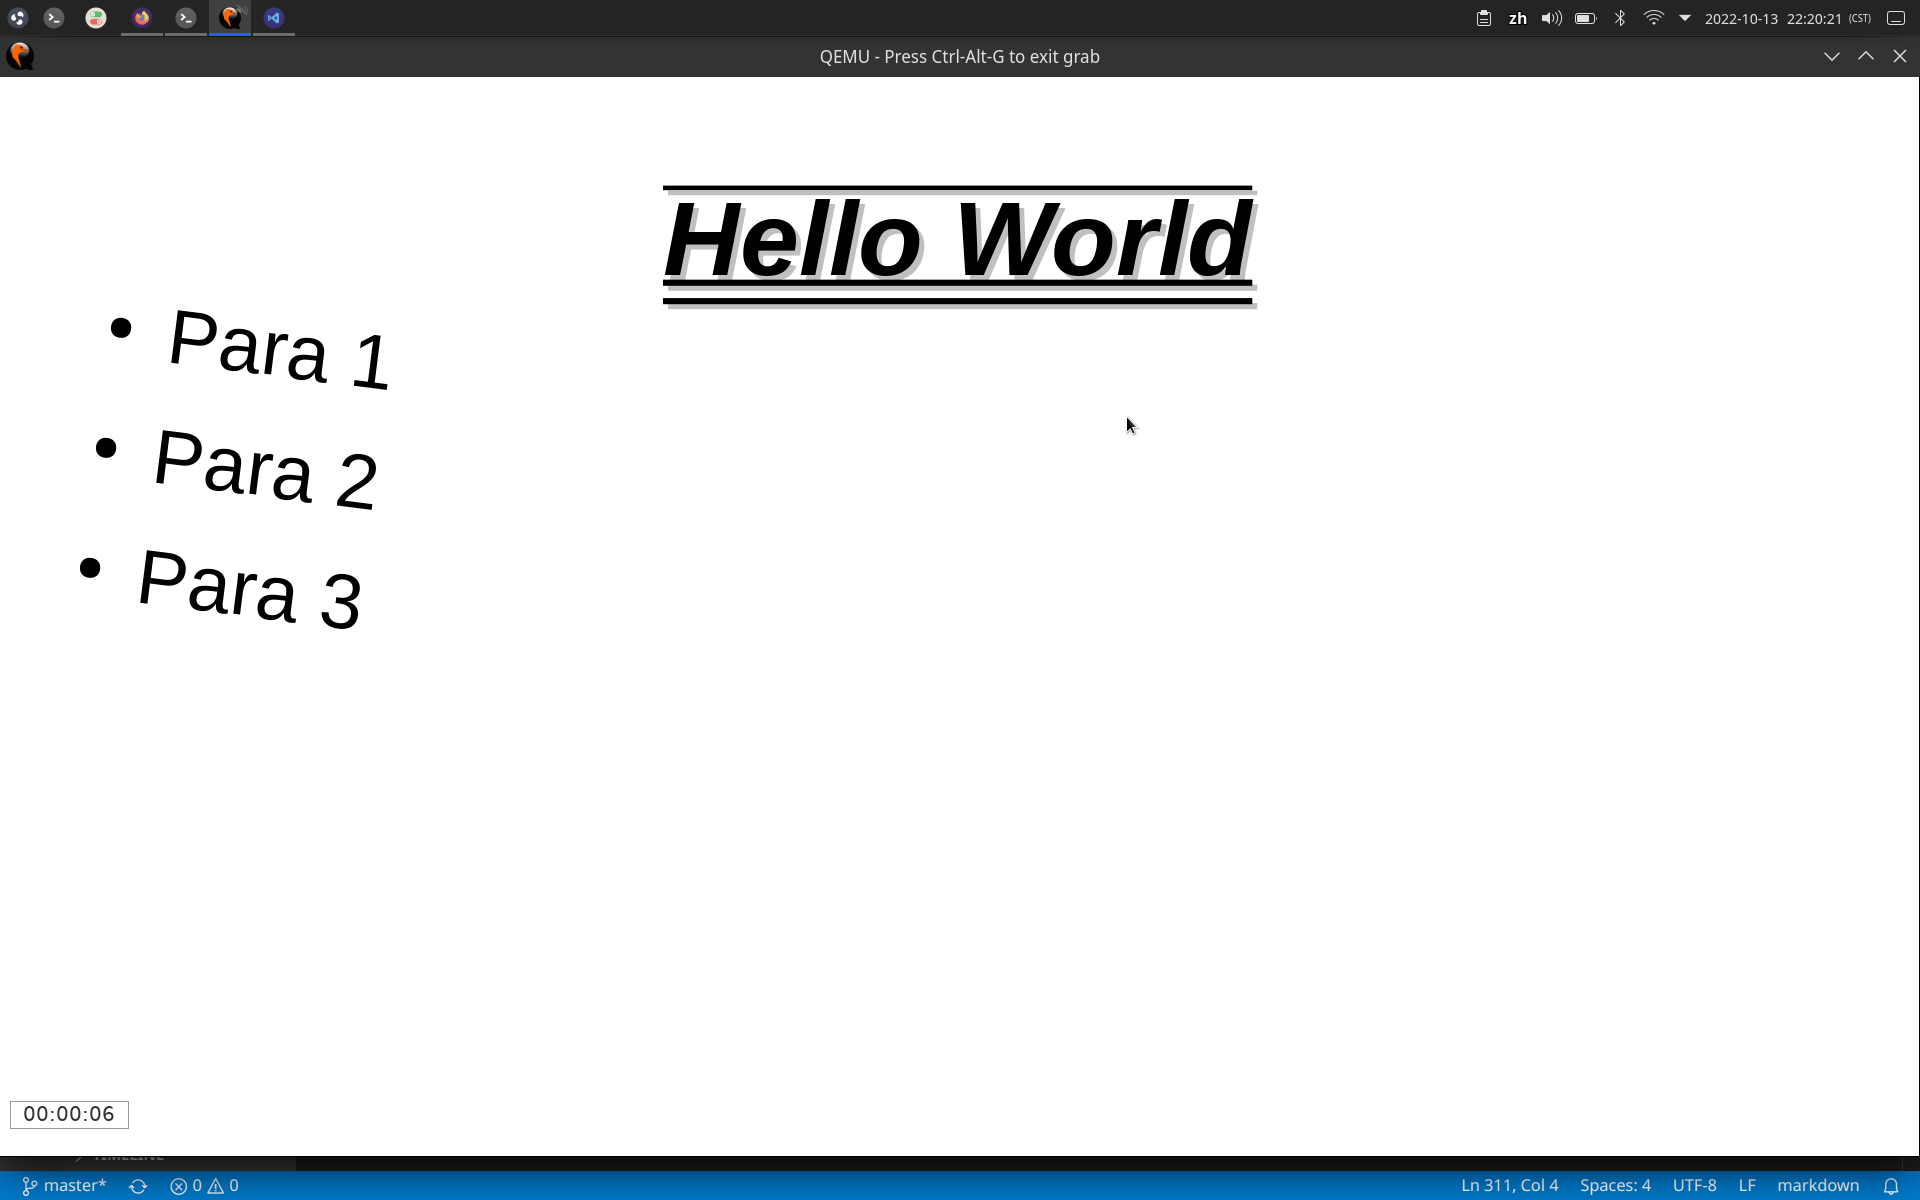 zh
2022-10-13 22:20:21 (CST)
QEMU - Press Ctrl-Alt-G to exit grab
Hello World
• Para 1
• Para 2
• Para 3
00:00:06
TIMELINE
master* 0 0 Ln 311, Col 4 Spaces: 4 UTF-8 LF markdown